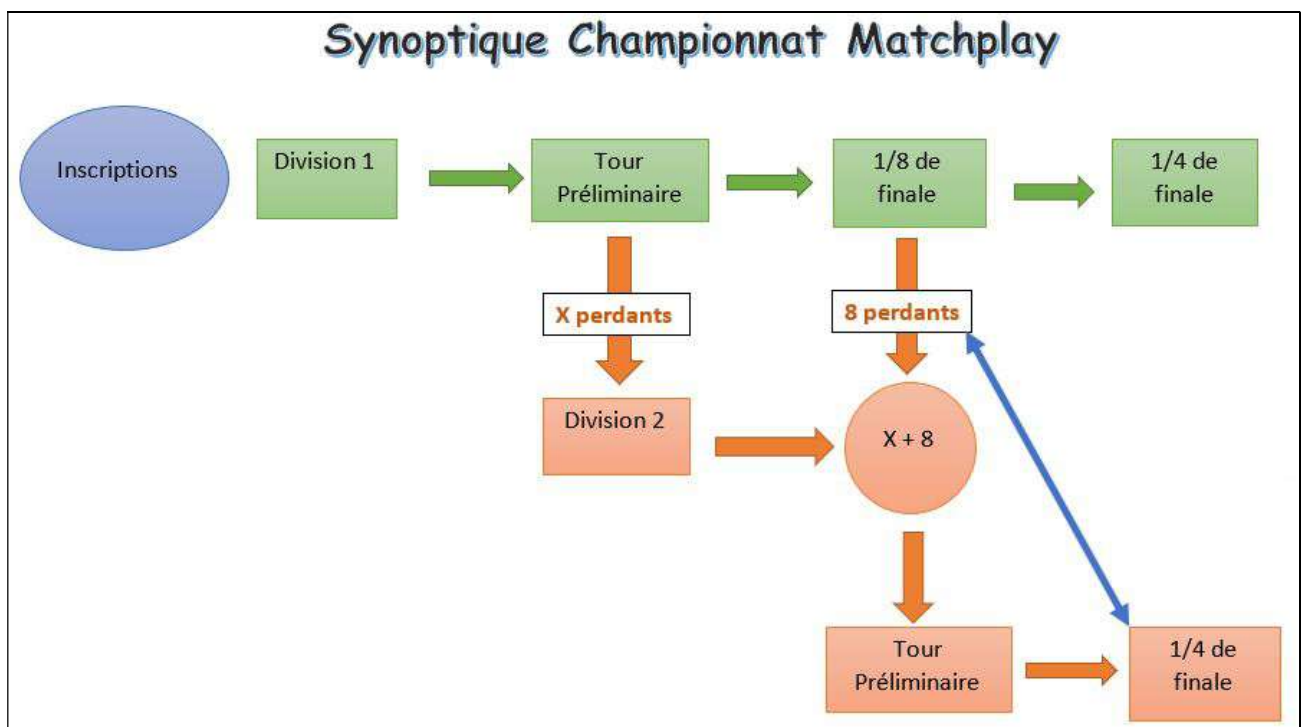 Synoptique Championnat Matchplay
Inscriptions
Division 1
Tour
Préliminaire
1/8 de
finale
1/4 de
finale
X perdants
8 perdants
Division 2
X + 8
Tour
Préliminaire
1/4 de
finale